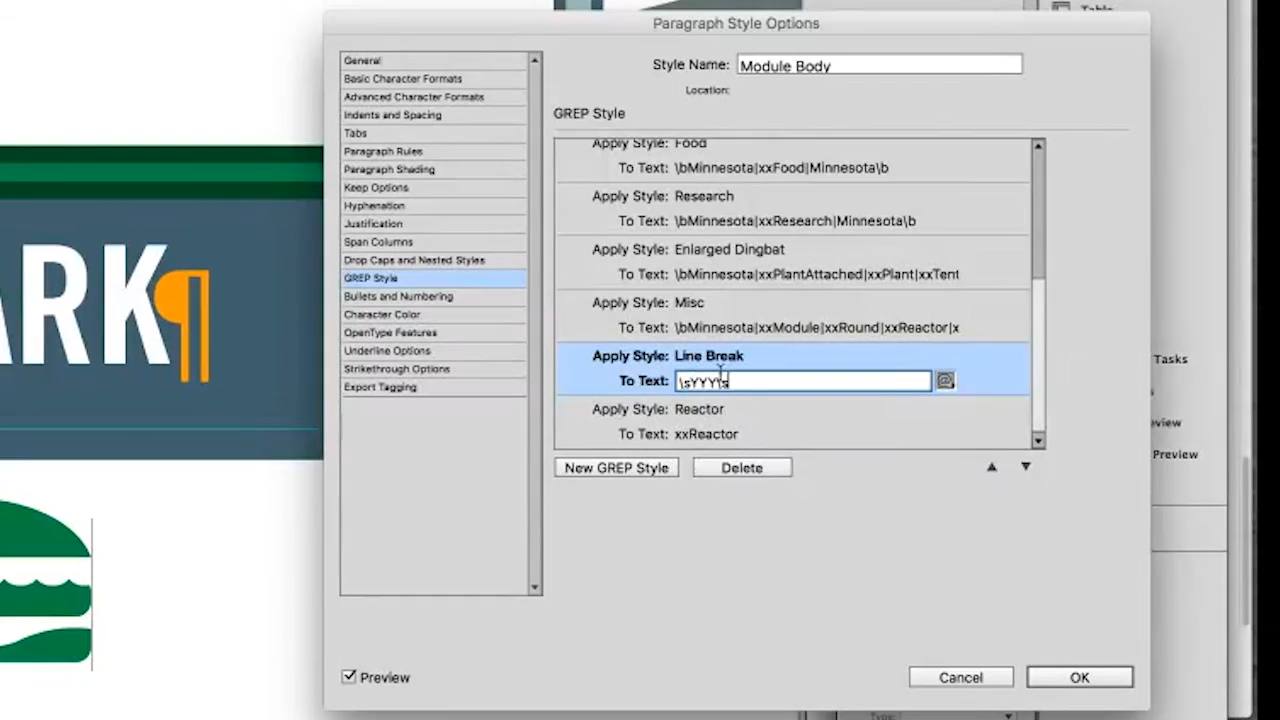 Table
Paragraph Style Options
Style Name: Module Body
Location:
GREP Style
General
Basic Character Formats
Advanced Character Formats
Indents and Spacing
Tabs
Paragraph Rules
Paragraph Shading
Keep Options
Hyphenation
Justification
Span Columns
Drop Caps and Nested Styles
GREP Style
Bullets and Numbering
Character Color
OpenType Features
Underline Options
Strikethrough Options
Export Tagging
Apply Style: Food
To Text: \bMinnesota|xxFood|Minnesota\b
Apply Style: Research
To Text: \bMinnesota|xxResearch|Minnesota\b
Apply Style: Enlarged Dingbat
To Text: \bMinnesota|xxPlantAttached|xxPlant|xxTent
Apply Style: Misc
To Text: \bMinnesota|xxModule|xxRound|xxReactor|x
Apply Style: Line Break
To Text: \sYYY\s
Apply Style: Reactor
To Text: xxReactor
New GREP Style
Delete
Preview
Cancel
OK
ARK¶
Tasks
view
Preview
Type: